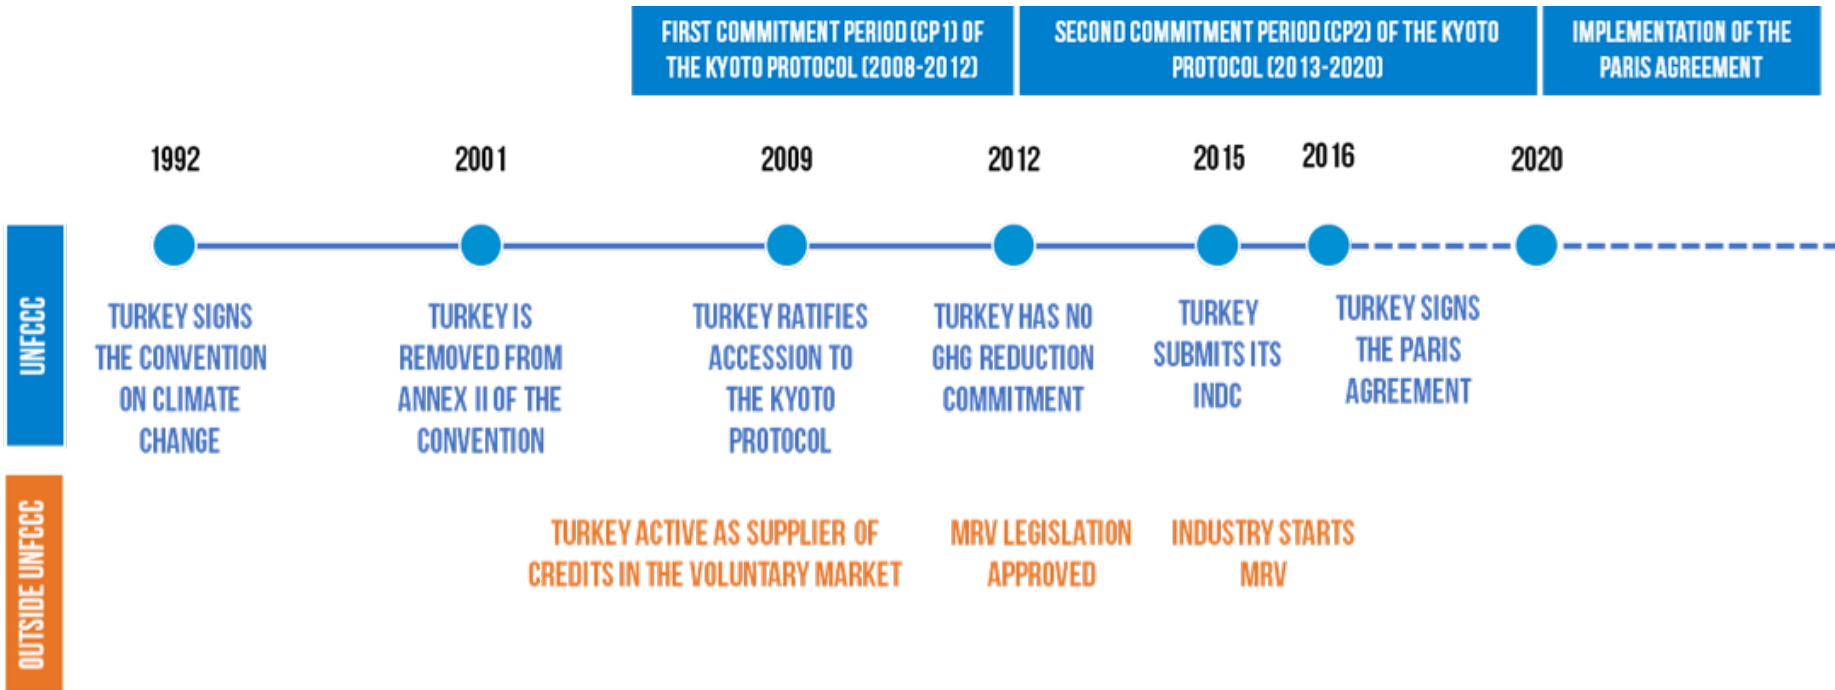 FIRST COMMITMENT PERIOD (CP1) OF
THE KYOTO PROTOCOL (2008-2012)
SECOND COMMITMENT PERIOD (CP2) OF THE KYOTO
PROTOCOL (2013-2020)
IMPLEMENTATION OF THE
PARIS AGREEMENT
1992
2001
2009
2012
2015
2016
2020
UNFCCC
TURKEY SIGNS
THE CONVENTION
ON CLIMATE
CHANGE
TURKEY IS
REMOVED FROM
ANNEX II OF THE
CONVENTION
TURKEY RATIFIES
ACCESSION TO
THE KYOTO
PROTOCOL
TURKEY HAS NO
GHG REDUCTION
COMMITMENT
TURKEY
SUBMITS ITS
INDC
TURKEY SIGNS
THE PARIS
AGREEMENT
OUTSIDE UNFCCC
TURKEY ACTIVE AS SUPPLIER OF
CREDITS IN THE VOLUNTARY MARKET
MRV LEGISLATION
APPROVED
INDUSTRY STARTS
MRV